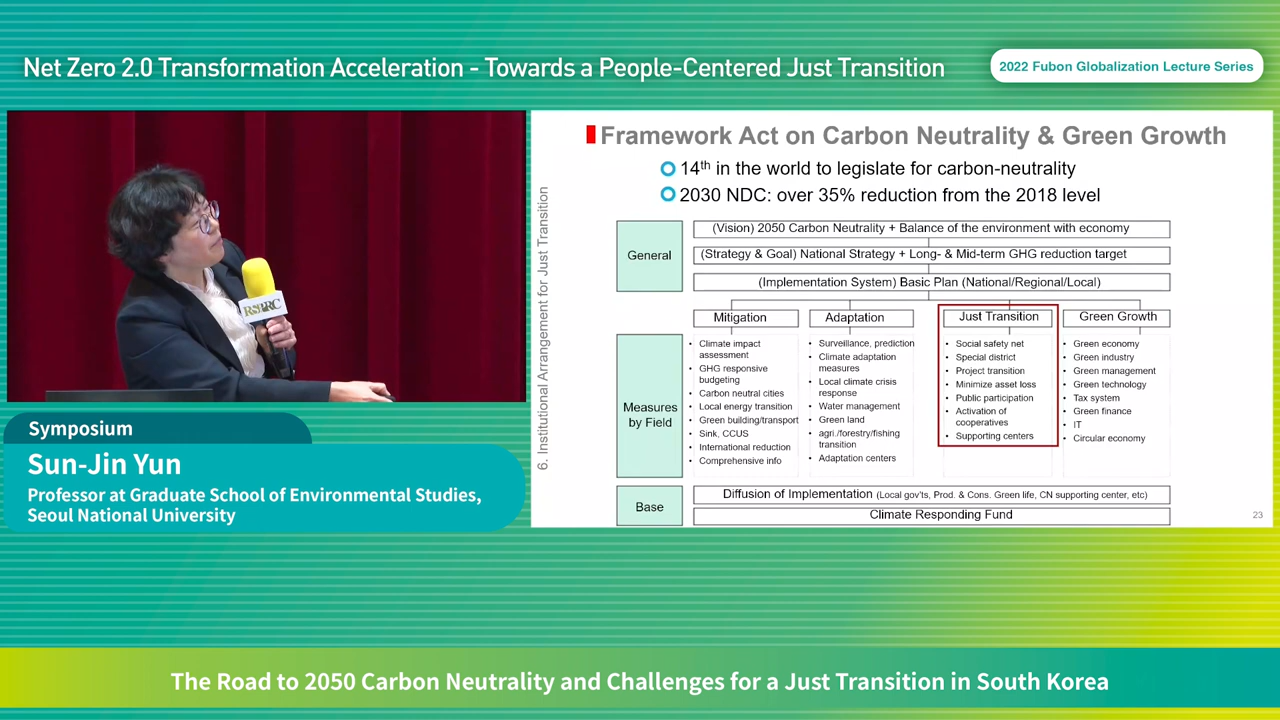 Net Zero 2.0 Transformation Acceleration - Towards a People-Centered Just Transition
2022 Fubon Globalization Lecture Series
RSPRC
Symposium
Sun-Jin Yun
Professor at Graduate School of Environmental Studies,
Seoul National University
6. Institutional Arrangement for Just Transition
Framework Act on Carbon Neutrality & Green Growth
14th in the world to legislate for carbon-neutrality
2030 NDC: over 35% reduction from the 2018 level
General
(Vision) 2050 Carbon Neutrality + Balance of the environment with economy
(Strategy & Goal) National Strategy + Long- & Mid-term GHG reduction target
(Implementation System) Basic Plan (National/Regional/Local)
Measures
by Field
Mitigation
• Climate impact
assessment
• GHG responsive
budgeting
• Carbon neutral cities
• Local energy transition
• Green building/transport
• Sink, CCUS
• International reduction
• Comprehensive info
Adaptation
• Surveillance, prediction
• Climate adaptation
measures
• Local climate crisis
response
• Water management
• Green land
• agri./forestry/fishing
transition
• Adaptation centers
Just Transition
• Social safety net
• Special district
• Project transition
• Minimize asset loss
• Public participation
• Activation of
cooperatives
• Supporting centers
Green Growth
• Green economy
• Green industry
• Green management
• Green technology
• Tax system
• Green finance
• IT
• Circular economy
Base
Diffusion of Implementation (Local gov'ts, Prod. & Cons. Green life, CN supporting center, etc)
Climate Responding Fund
23
The Road to 2050 Carbon Neutrality and Challenges for a Just Transition in South Korea